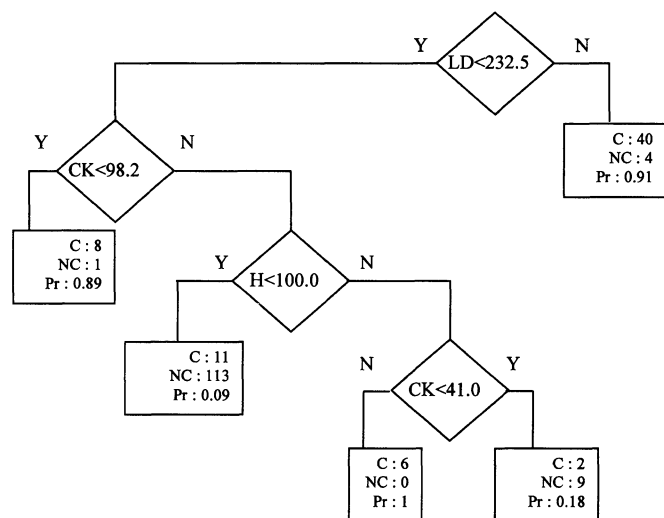 Y
N
LD<232.5
Y
N
C : 40
NC : 4
Pr : 0.91
CK<98.2
C : 8
NC : 1
Pr : 0.89
Y
N
H<100.0
C : 11
NC : 113
Pr : 0.09
N
Y
CK<41.0
C : 6
NC : 0
Pr : 1
C : 2
NC : 9
Pr : 0.18